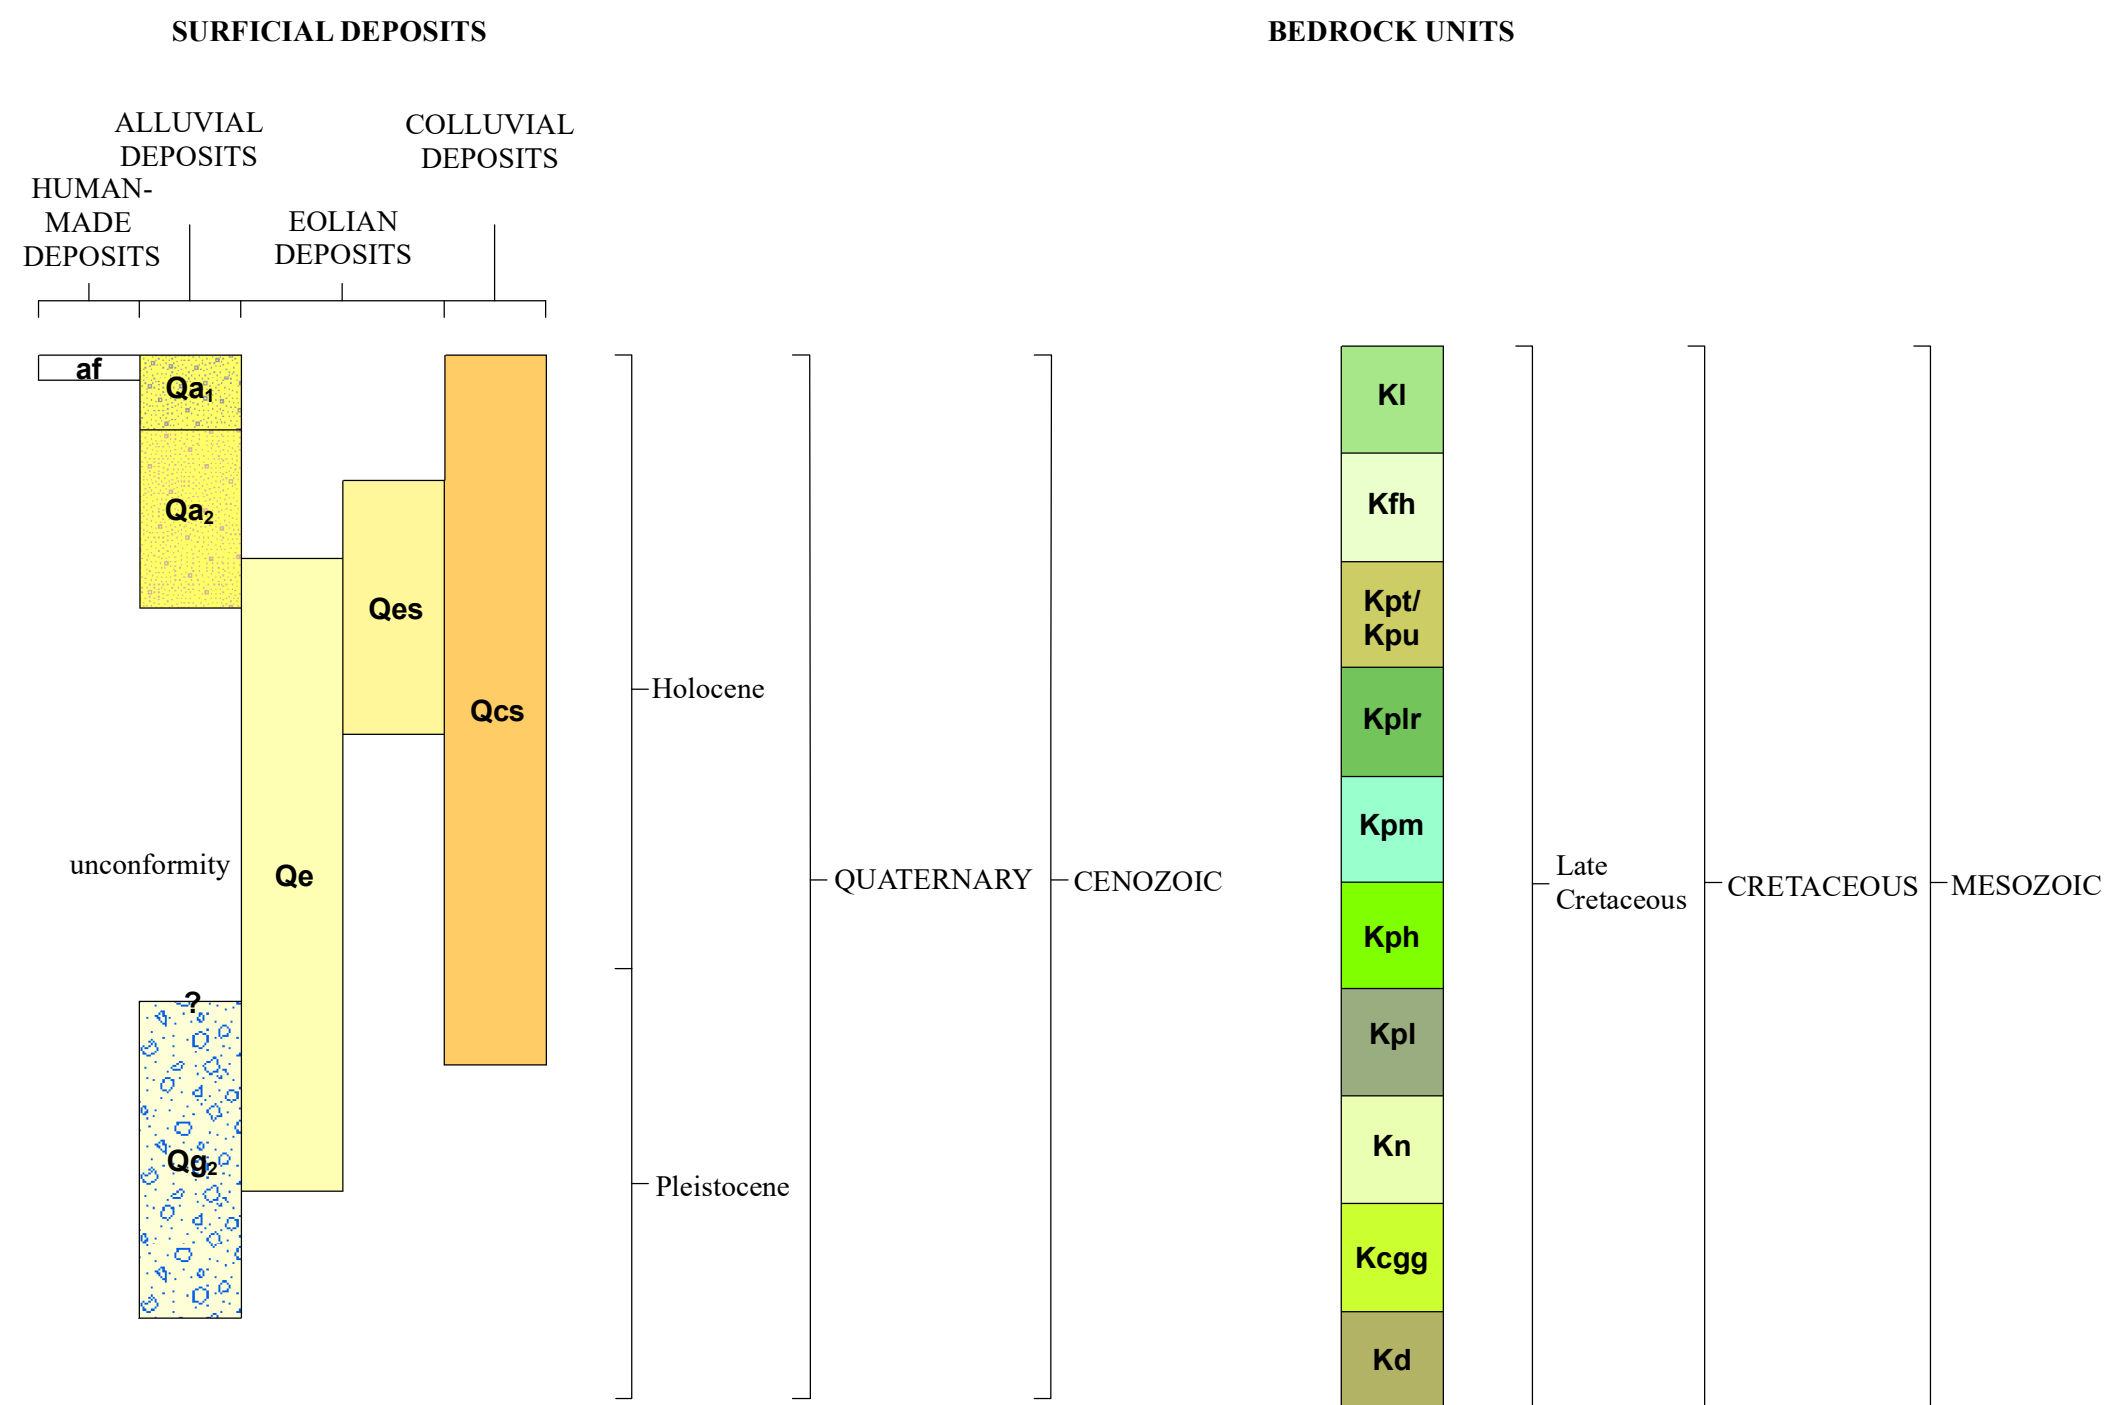 SURFICIAL DEPOSITS
BEDROCK UNITS
ALLUVIAL
DEPOSITS
COLLUVIAL
DEPOSITS
HUMAN-
MADE
DEPOSITS
EOLIAN
DEPOSITS
af
Qa1
Qa2
Qes
Qcs
unconformity
Qe
?
Qg2
Holocene
Pleistocene
QUATERNARY
CENOZOIC
Kl
Kfh
Kpt/
Kpu
Kplr
Kpm
Kph
Kpl
Kn
Kcgg
Kd
Late
Cretaceous
CRETACEOUS
MESOZOIC